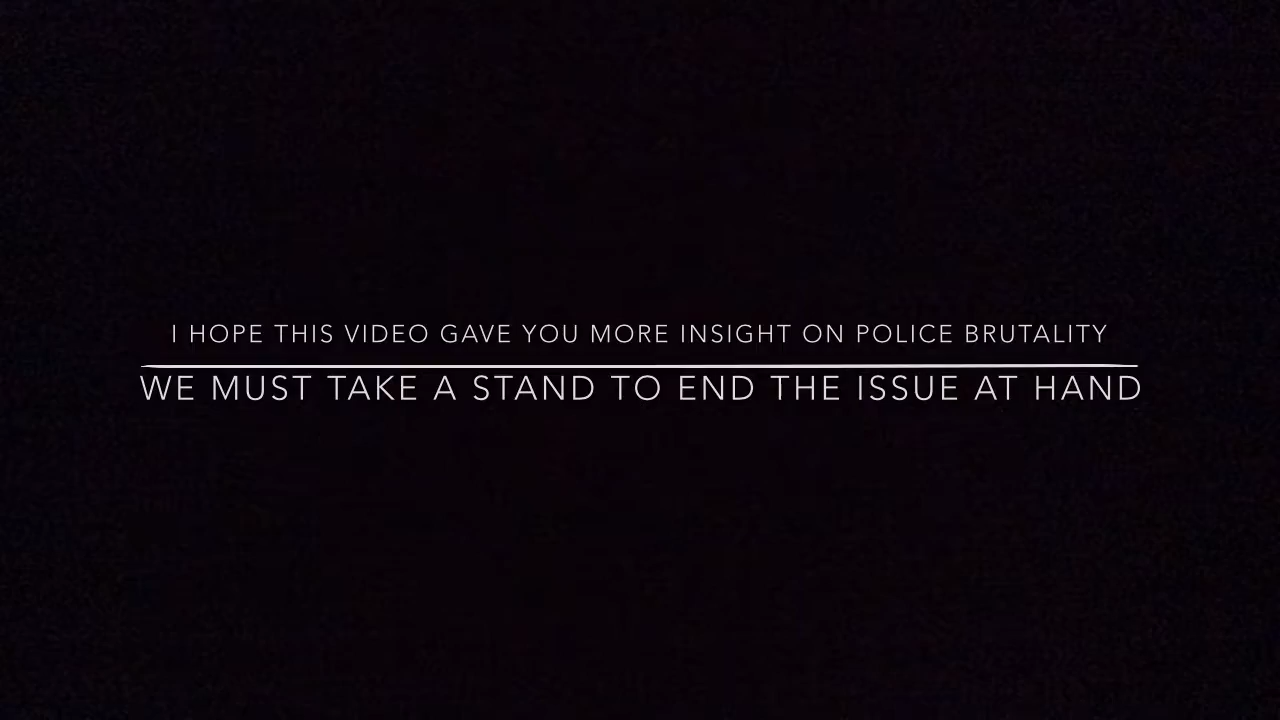 I HOPE THIS VIDEO GAVE YOU MORE INSIGHT ON POLICE BRUTALITY
WE MUST TAKE A STAND TO END THE ISSUE AT HAND